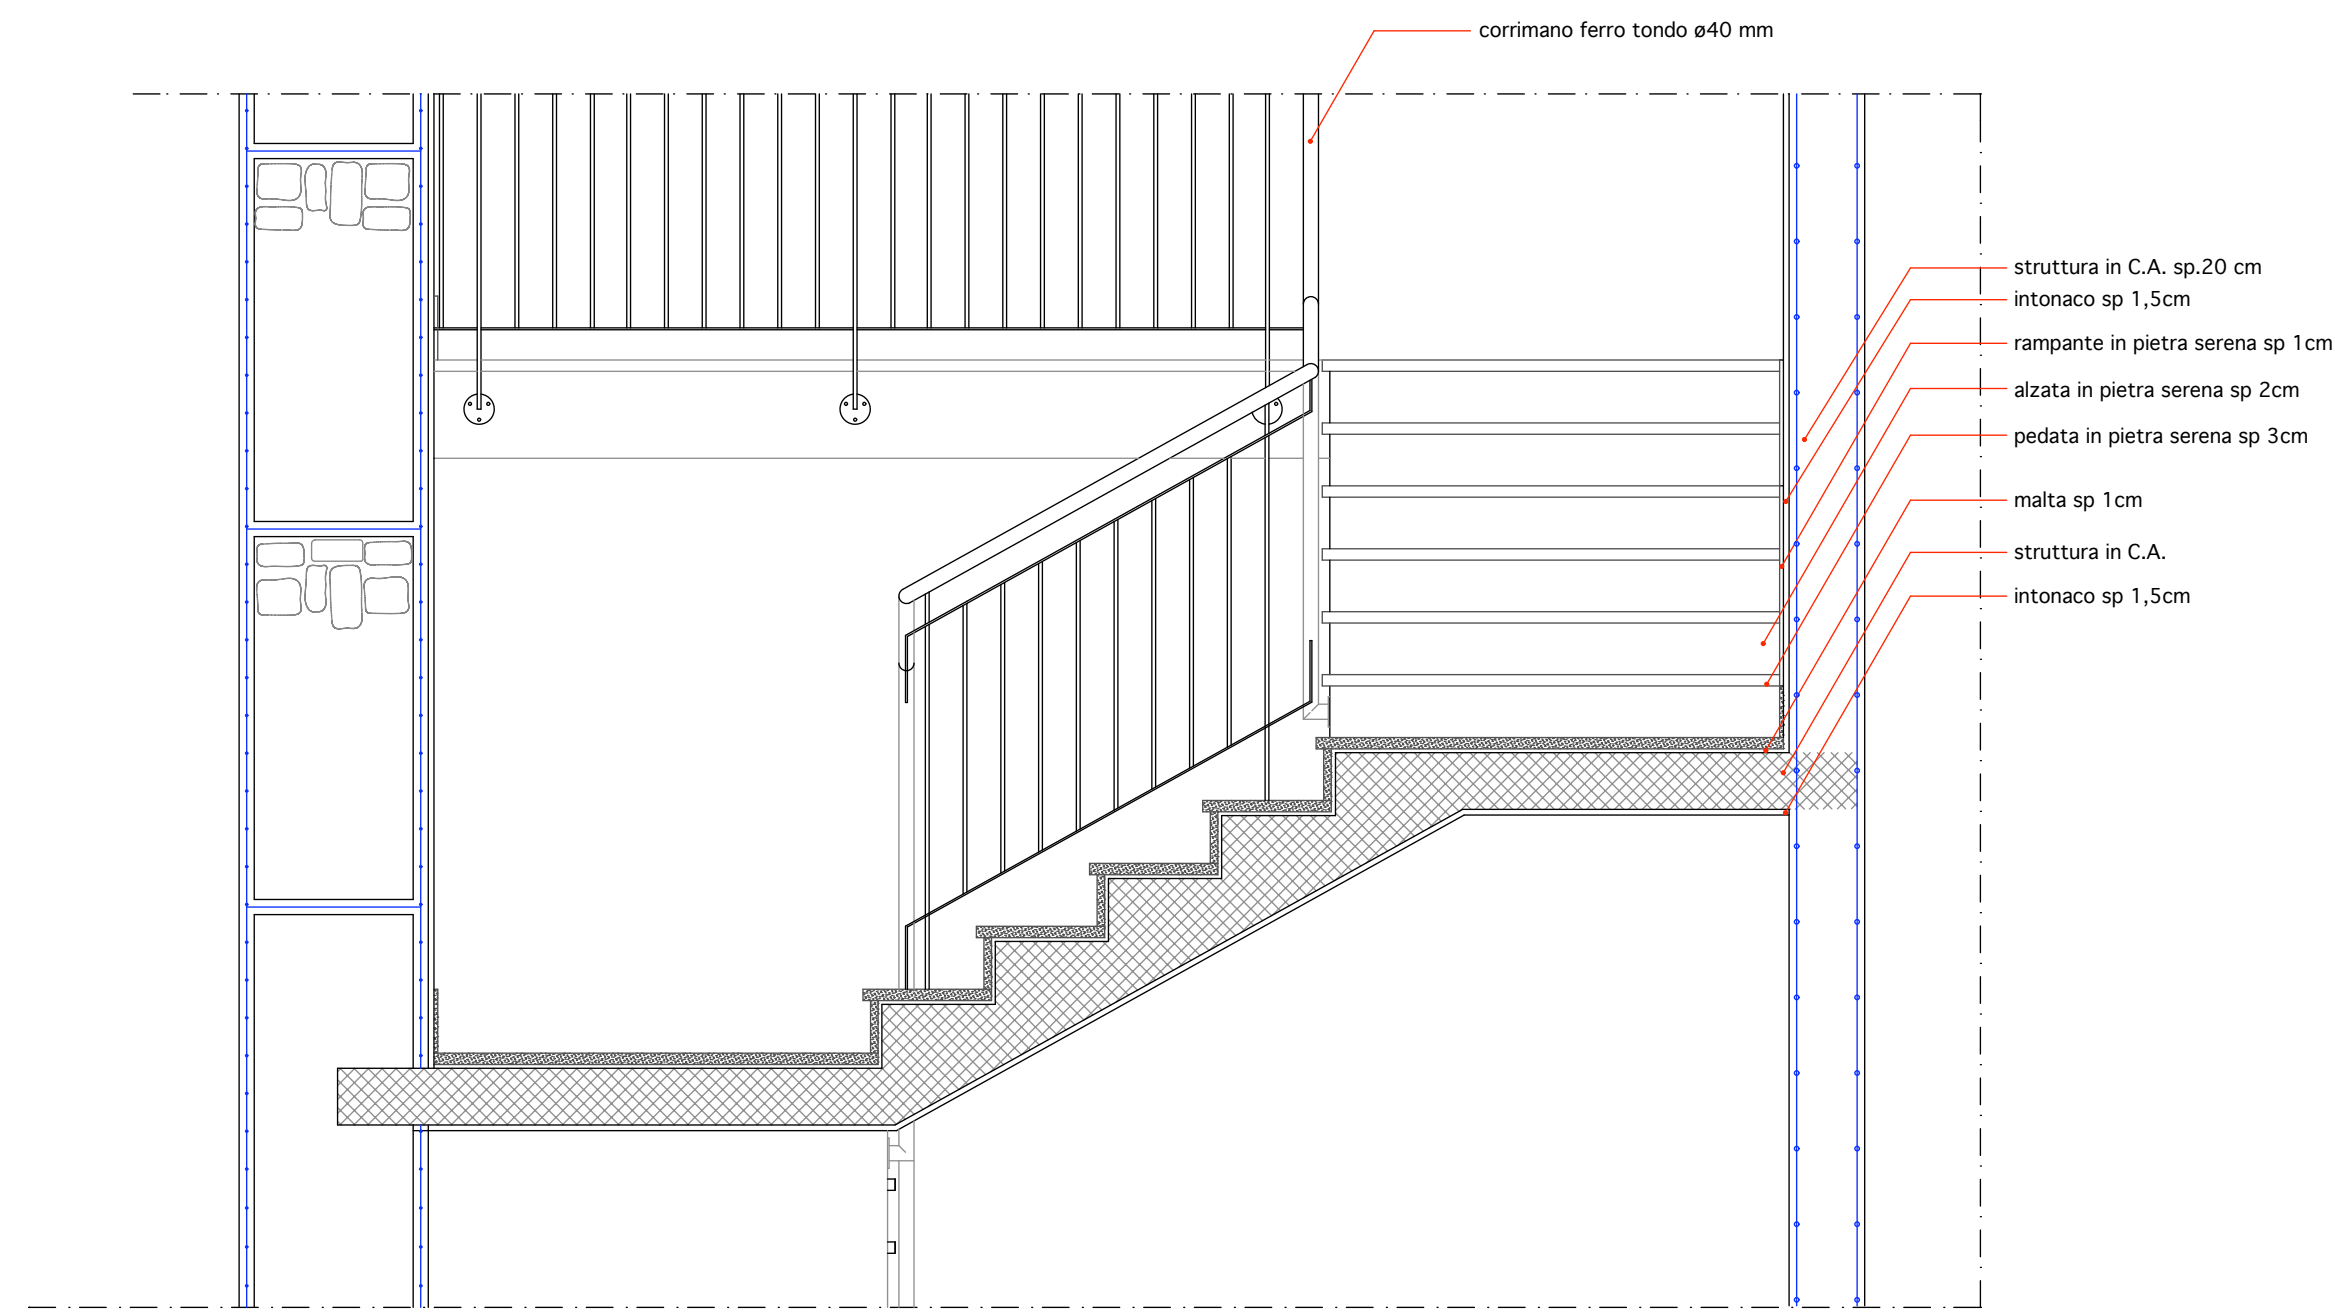 corrimano ferro tondo ø40 mm
struttura in C.A. sp.20 cm
intonaco sp 1,5cm
rampante in pietra serena sp 1cm
alzata in pietra serena sp 2cm
pedata in pietra serena sp 3cm
malta sp 1cm
struttura in C.A.
intonaco sp 1,5cm